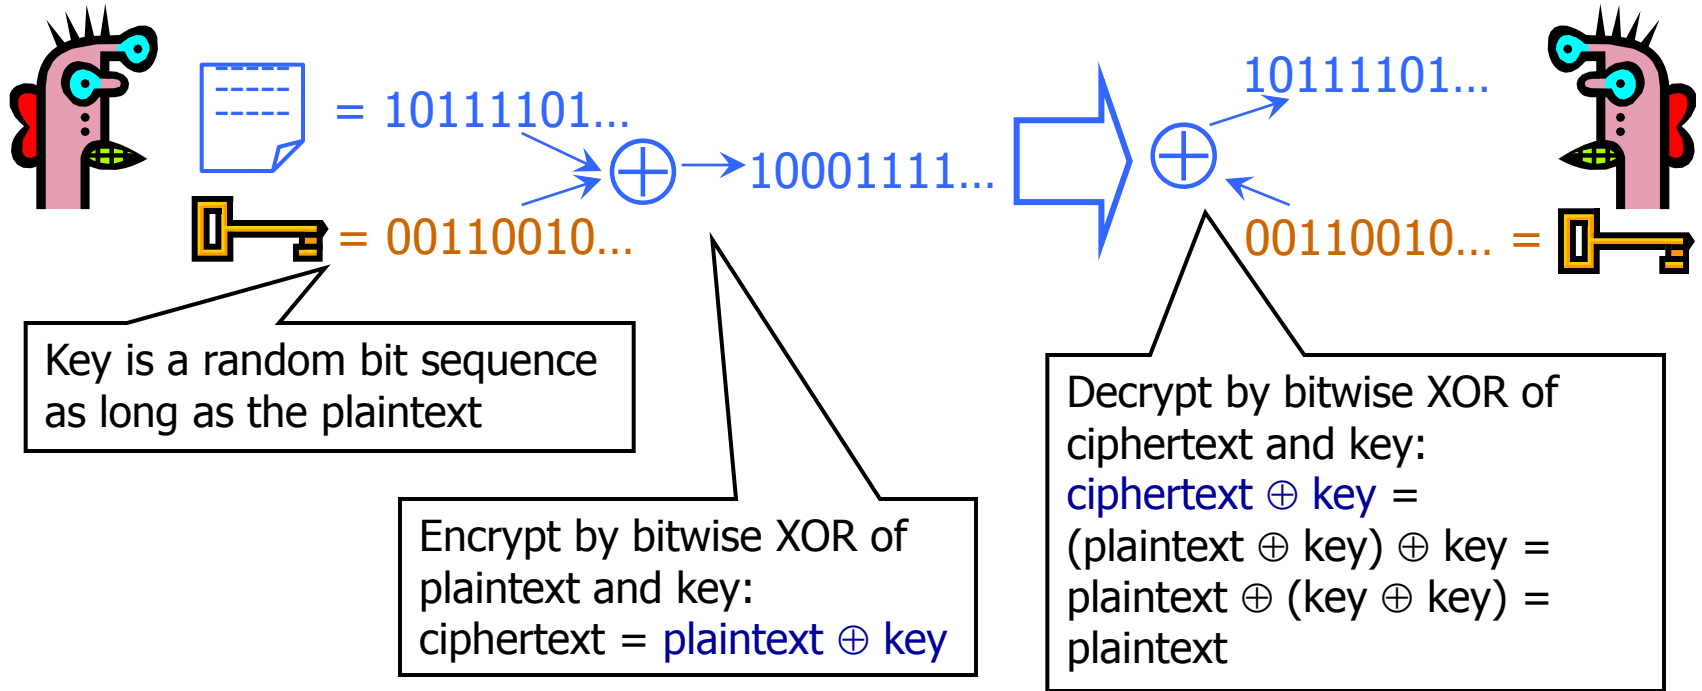 = 10111101...
= 00110010...
10001111...
10111101...
00110010... =
Key is a random bit sequence
as long as the plaintext
Encrypt by bitwise XOR of
plaintext and key:
ciphertext = plaintext ⊕ key
Decrypt by bitwise XOR of
ciphertext and key:
ciphertext ⊕ key =
(plaintext ⊕ key) ⊕ key =
plaintext ⊕ (key ⊕ key) =
plaintext